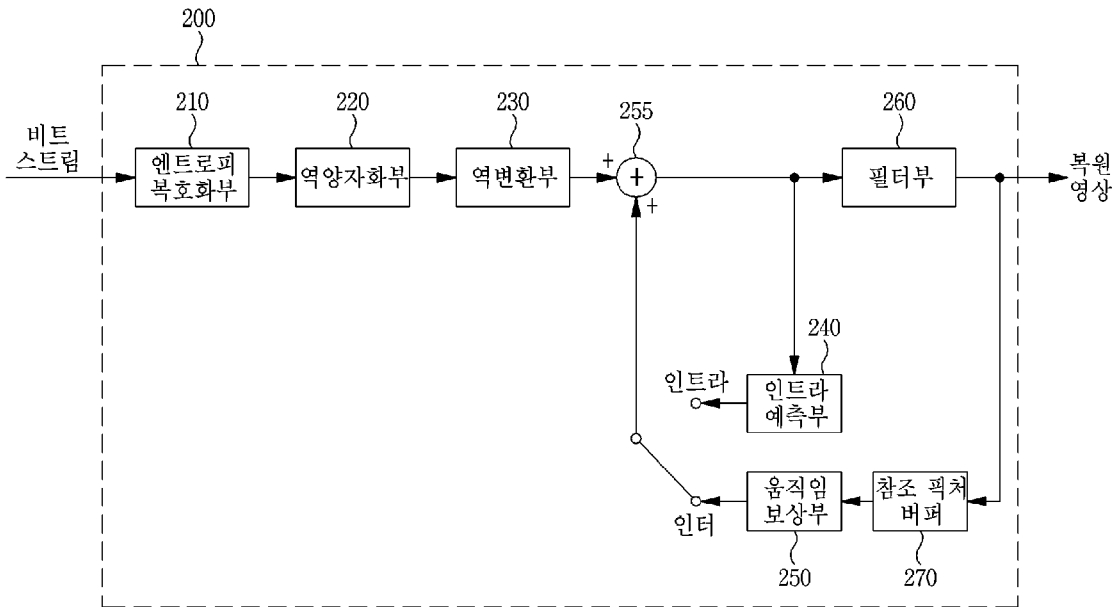 200
210
220
230
255
260
비트
스트림
엔트로피
복호화부
역양자화부
역변환부
+
+
+
필터부
복원
영상
240
인트라
인트라
예측부
인터
움직임
보상부
참조 픽처
버퍼
250
270